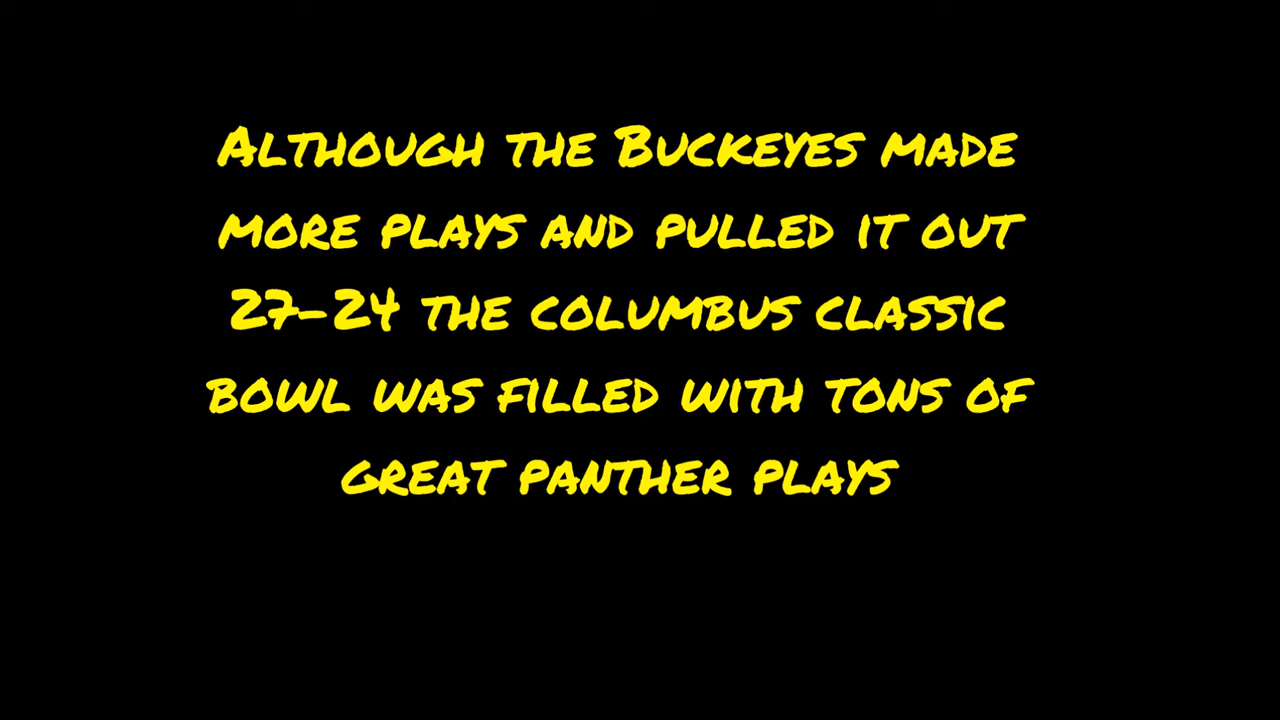 Although the Buckeyes made
more plays and pulled it out
27-24 the columbus classic
bowl was filled with tons of
great panther plays